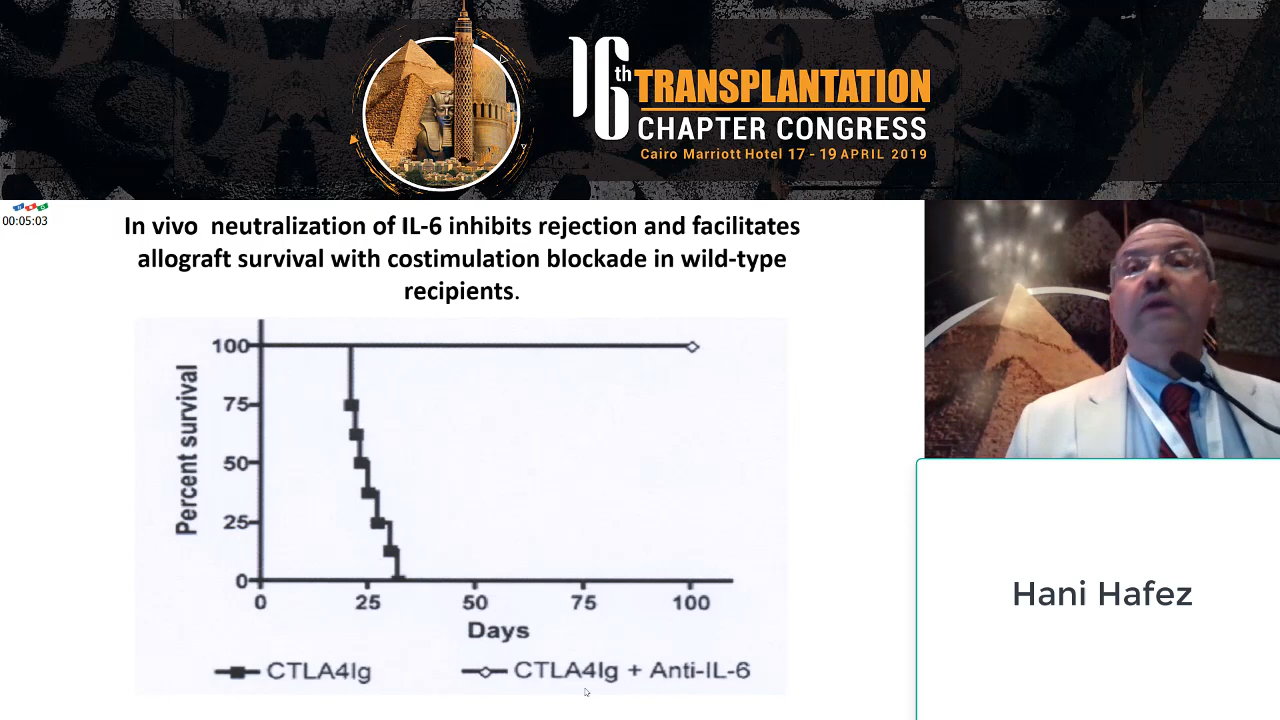 16th TRANSPLANTATION
CHAPTER CONGRESS
Cairo Marriott Hotel 17 - 19 APRIL 2019
00:05:03
In vivo neutralization of IL-6 inhibits rejection and facilitates
allograft survival with costimulation blockade in wild-type
recipients.
Percent survival
100
75
50
25
0
0 25 50 75 100
Days
CTLA4Ig CTLA4Ig + Anti-IL-6
Hani Hafez